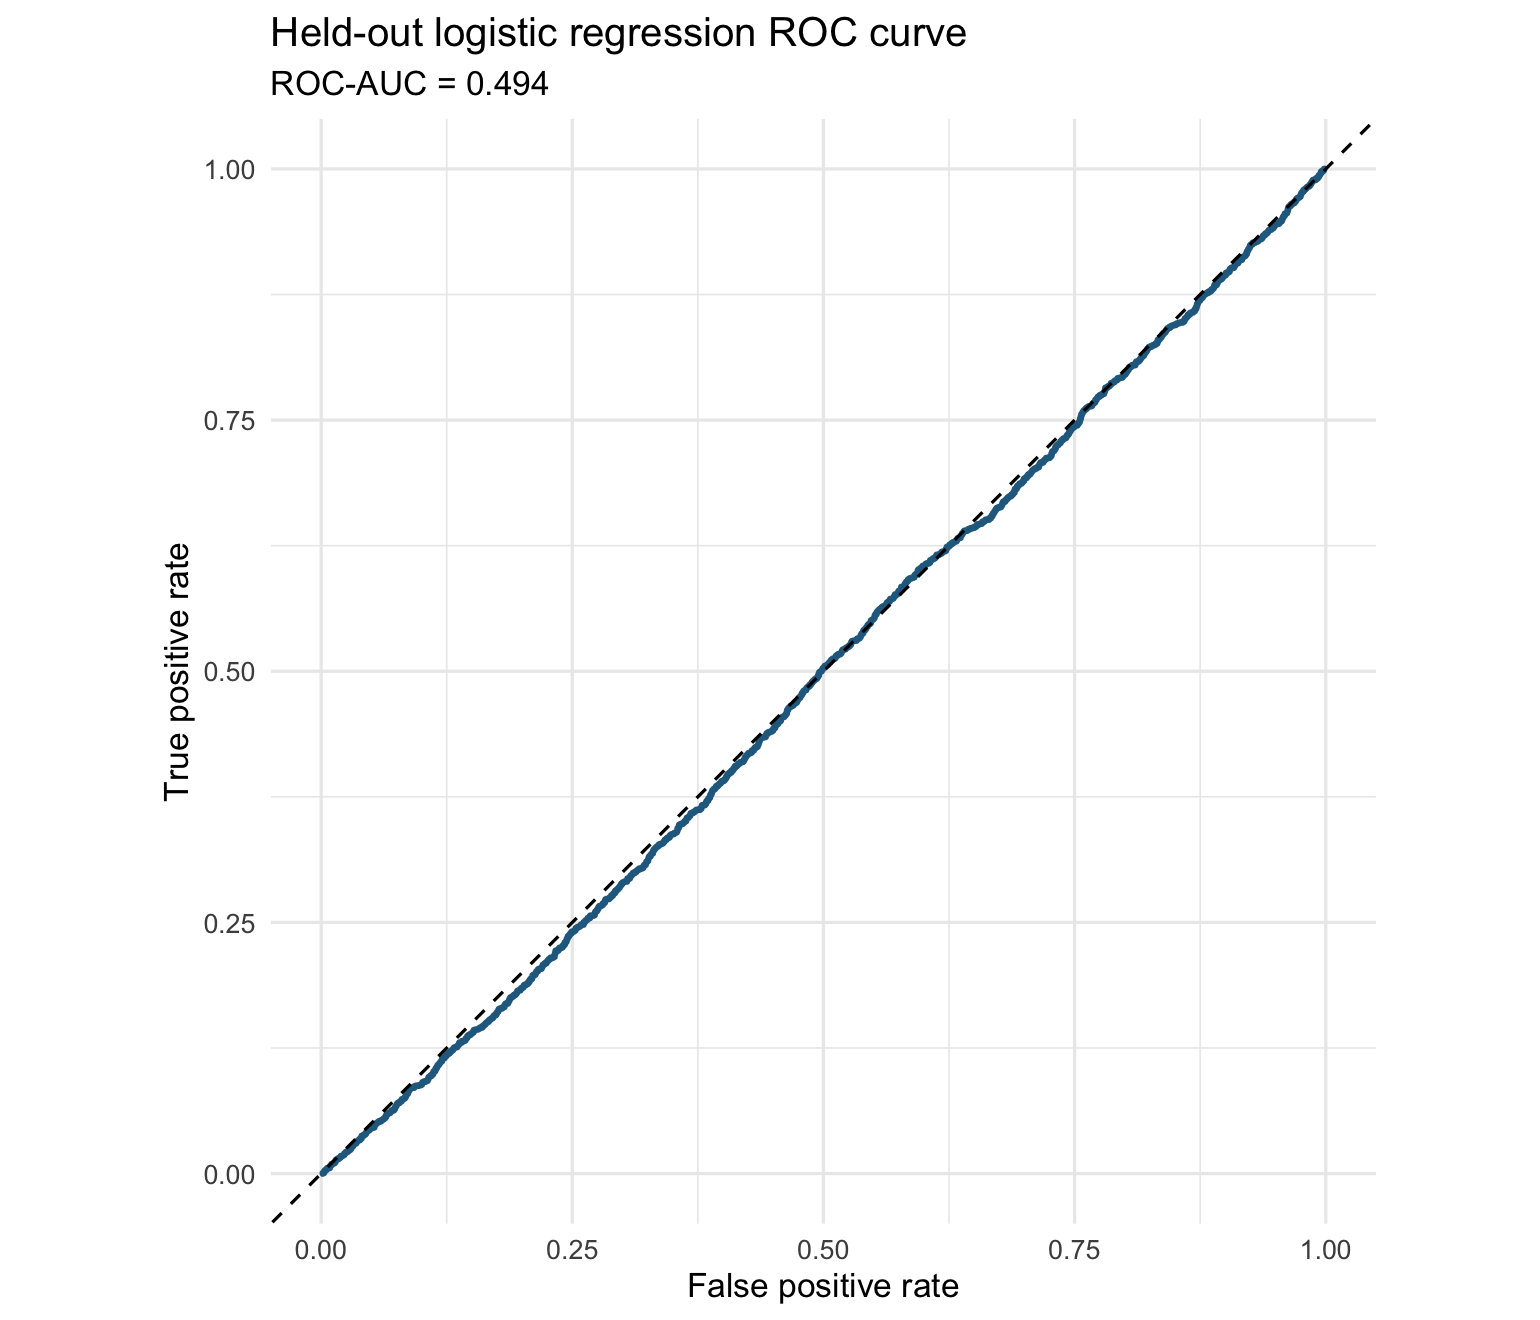 Held-out logistic regression ROC curve
ROC-AUC = 0.494
True positive rate
1.00
0.75
0.50
0.25
0.00
0.00 0.25 0.50 0.75 1.00
False positive rate